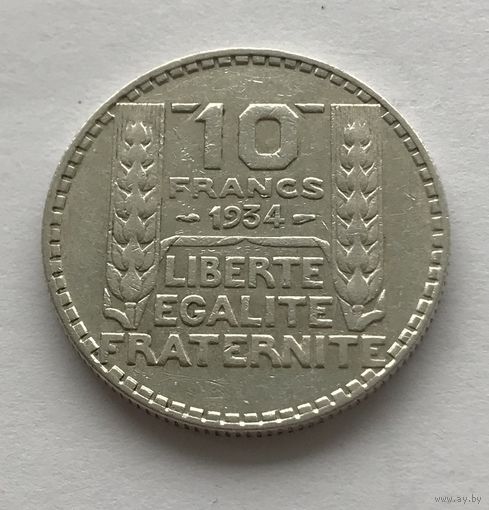 10
FRANCS
1934
LIBERTE
EGALITE
FRATERNITE
www.ay.by